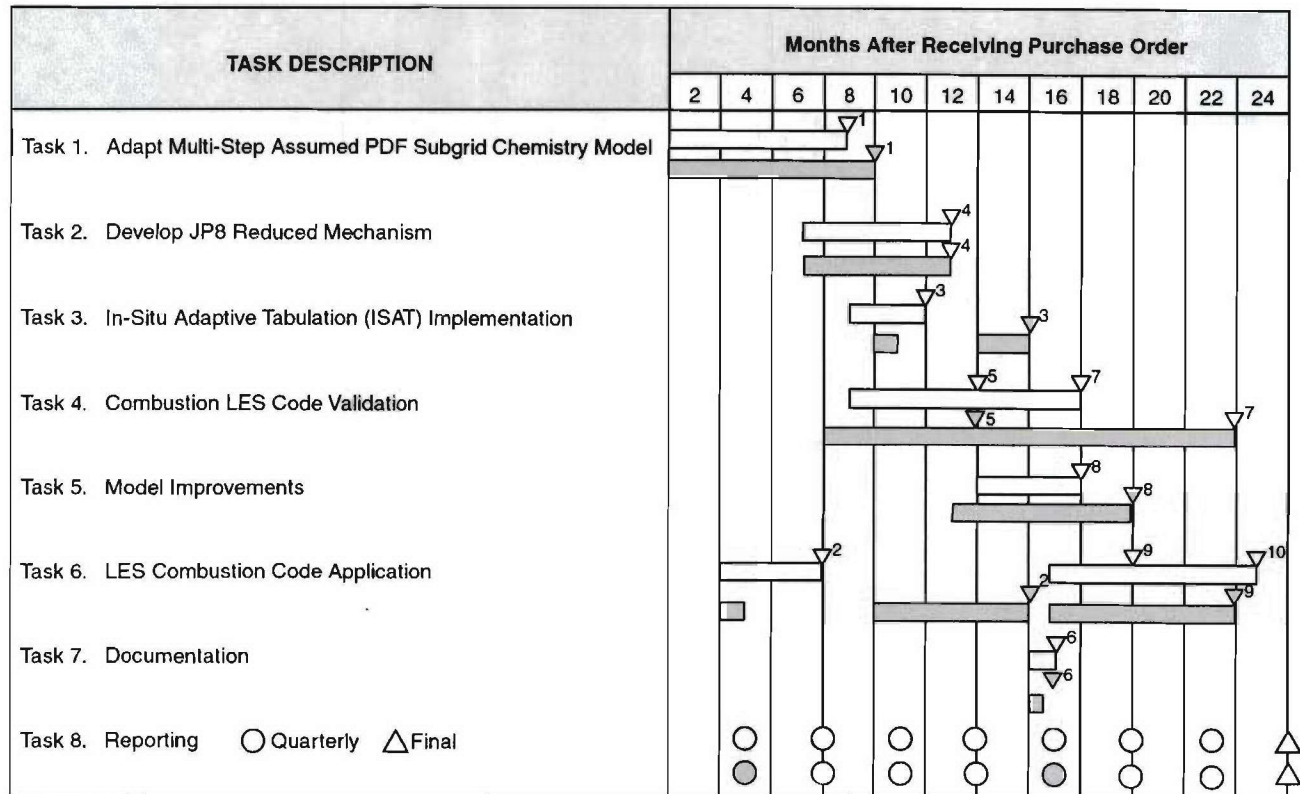 TASK DESCRIPTION
Months After Receiving Purchase Order
2 4 6 8 10 12 14 16 18 20 22 24
Task 1. Adapt Multi-Step Assumed PDF Subgrid Chemistry Model
1
1
Task 2. Develop JP8 Reduced Mechanism
4
4
Task 3. In-Situ Adaptive Tabulation (ISAT) Implementation
3
3
Task 4. Combustion LES Code Validation
5 7
5 7
Task 5. Model Improvements
8
8
Task 6. LES Combustion Code Application
2 9 10
2 9
Task 7. Documentation
6
6
Task 8. Reporting Quarterly Final